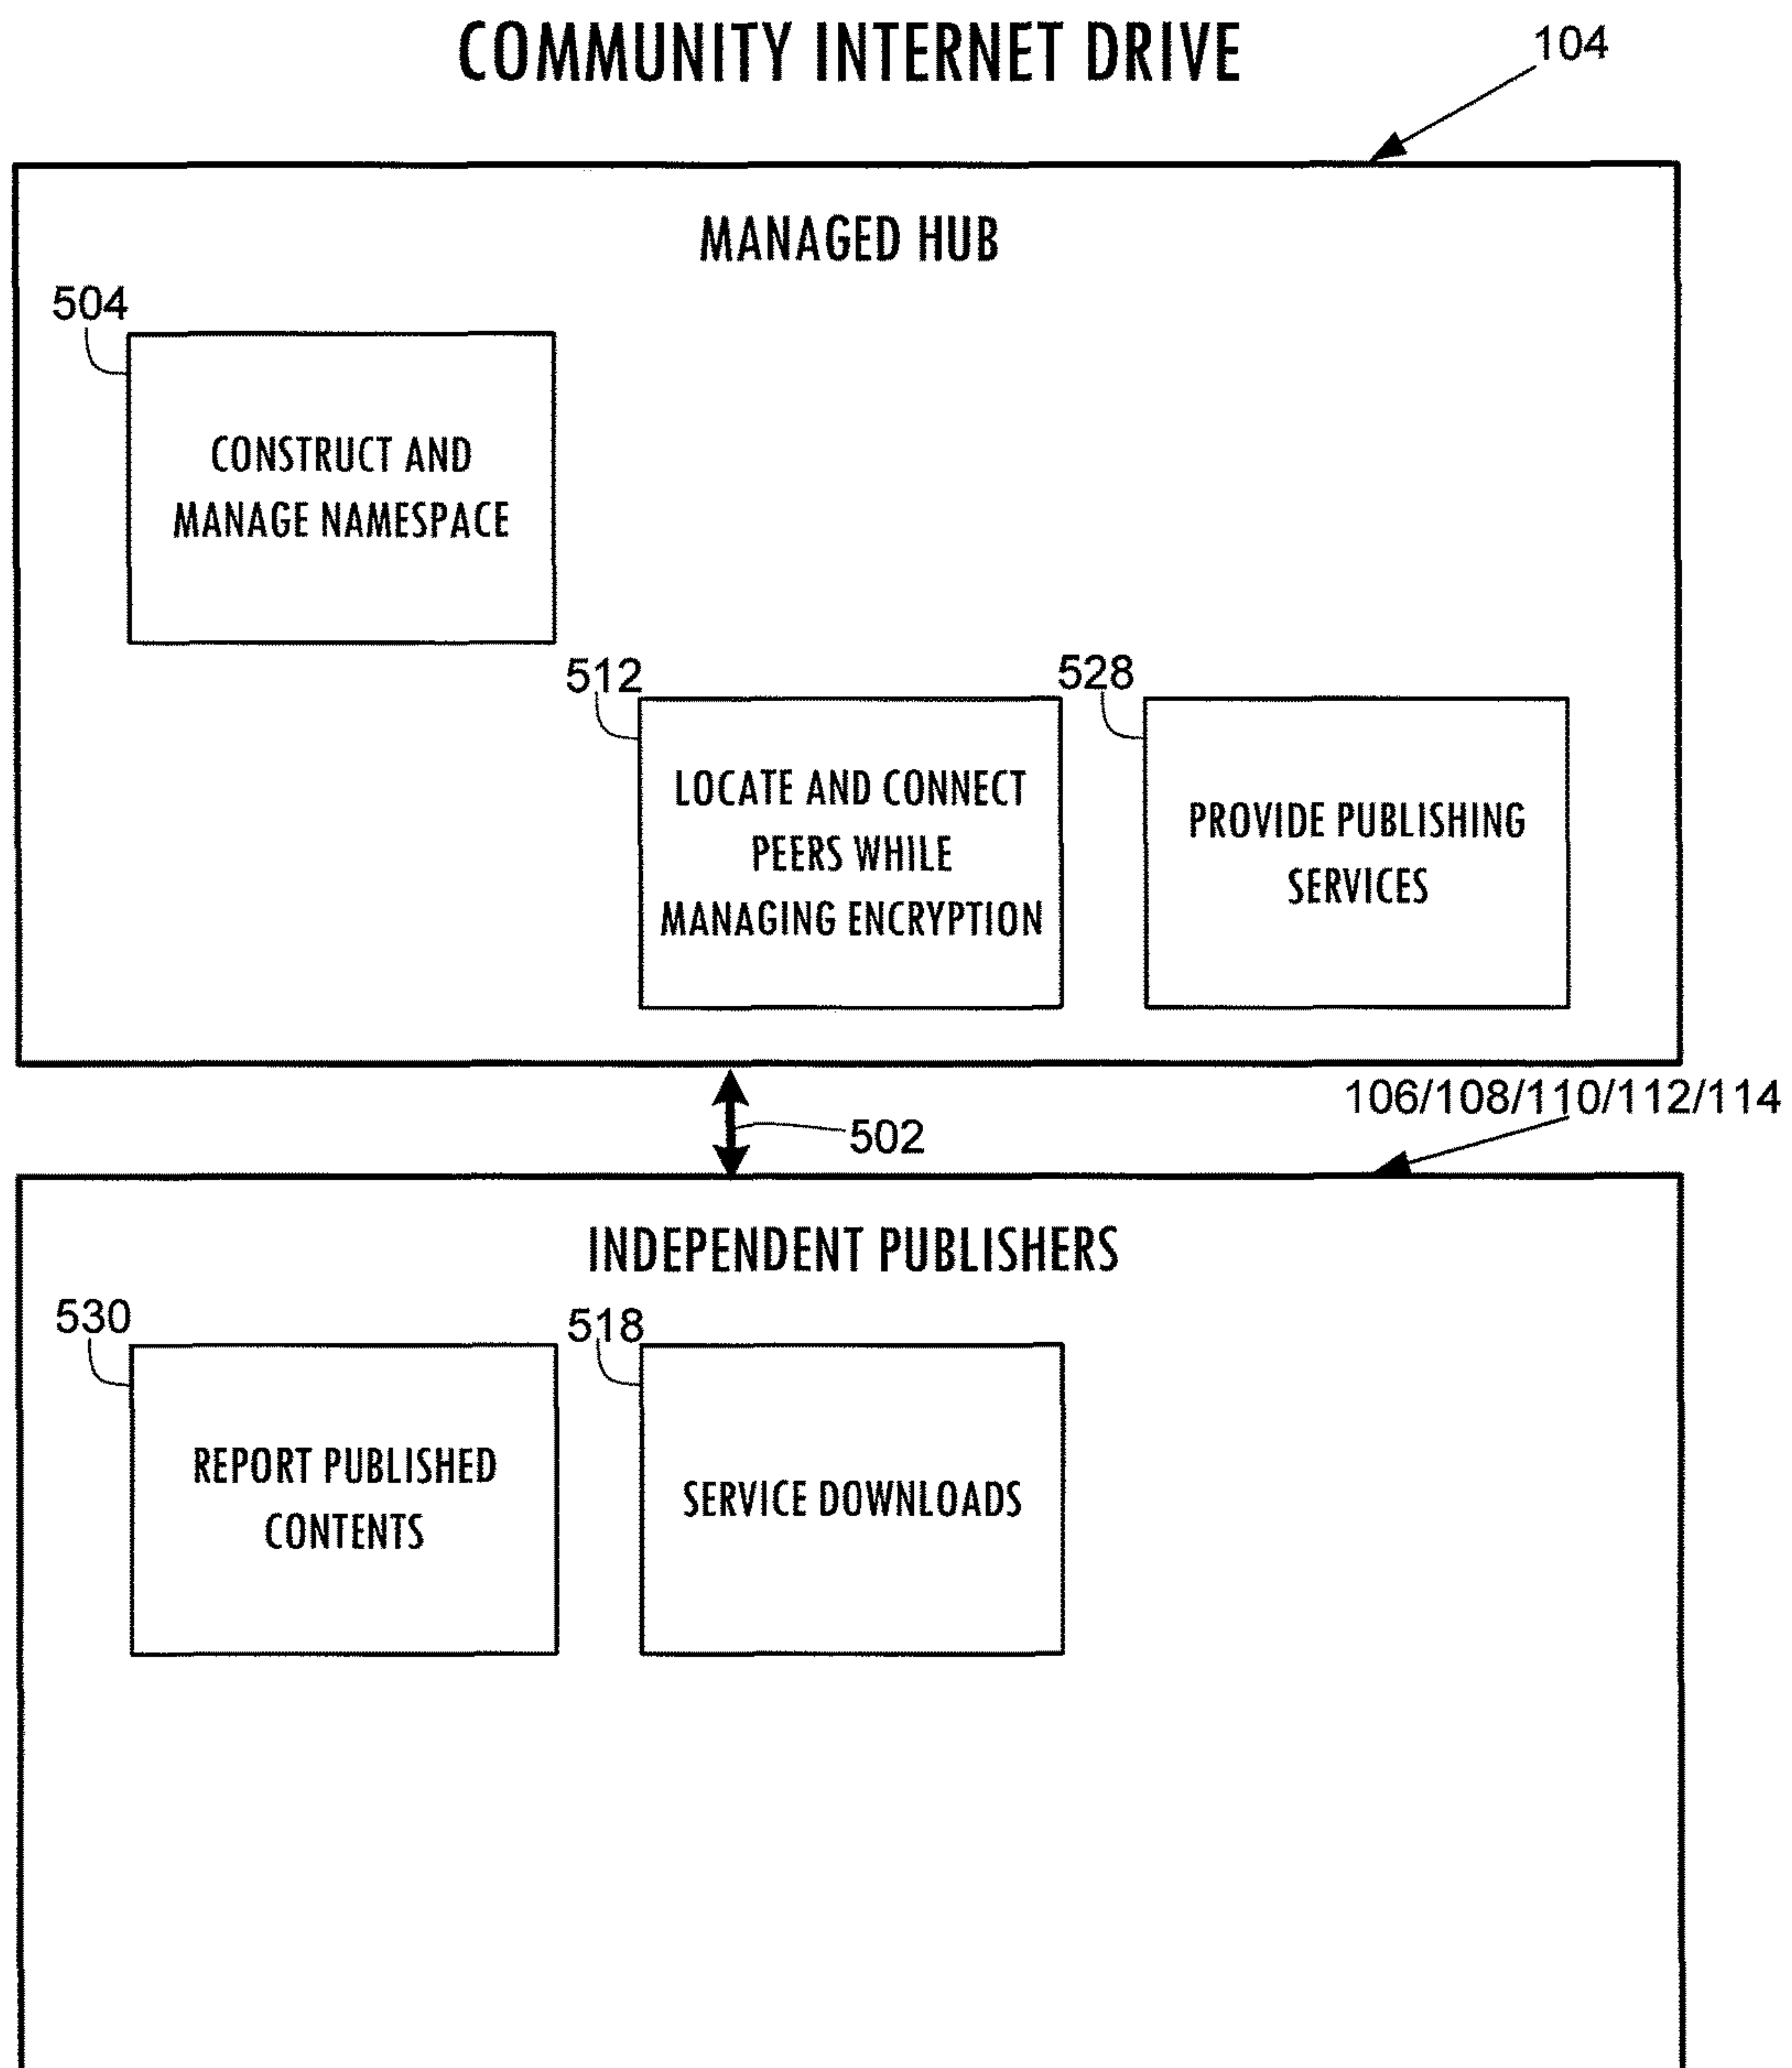 COMMUNITY INTERNET DRIVE
104
MANAGED HUB
504
CONSTRUCT AND
MANAGE NAMESPACE
512
LOCATE AND CONNECT
PEERS WHILE
MANAGING ENCRYPTION
528
PROVIDE PUBLISHING
SERVICES
502
106/108/110/112/114
INDEPENDENT PUBLISHERS
530
REPORT PUBLISHED
CONTENTS
518
SERVICE DOWNLOADS